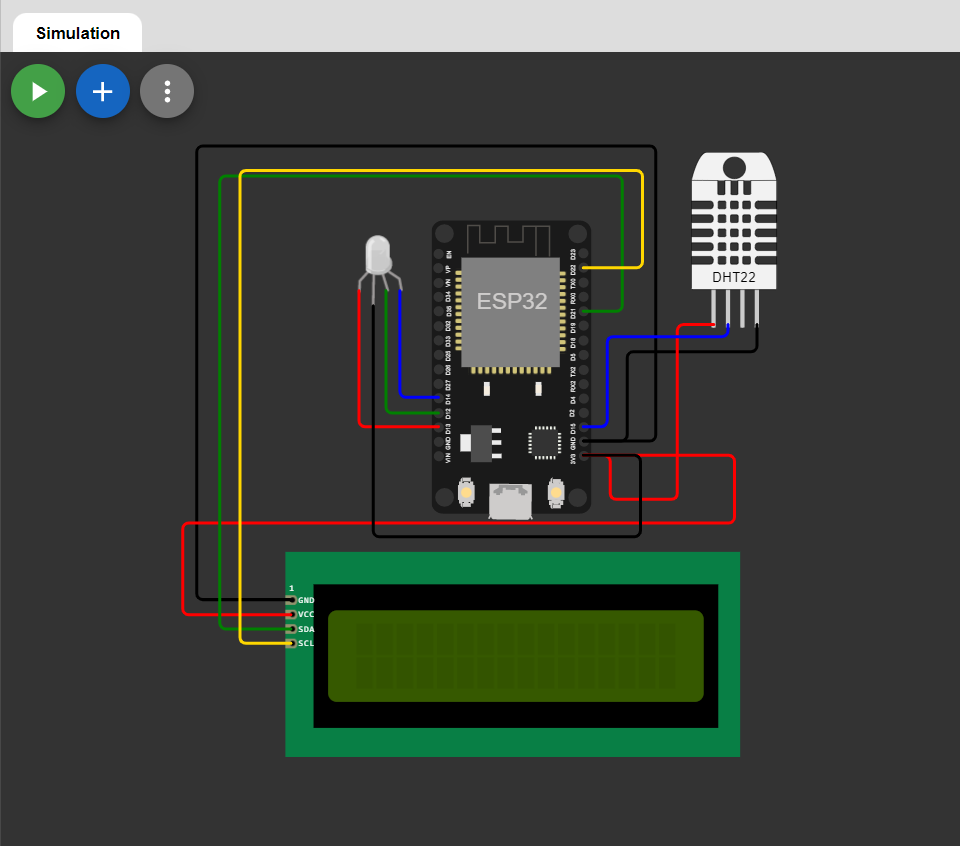 Simulation
ESP32
EN
VP
VN
D34
D35
D32
D33
D25
D26
D27
D14
D12
D13
GND
VIN
D23
D22
TX0
RX0
D21
D19
D18
D5
TX2
RX2
D4
D2
D15
GND
3V3
DHT22
1
GND
VCC
SDA
SCL